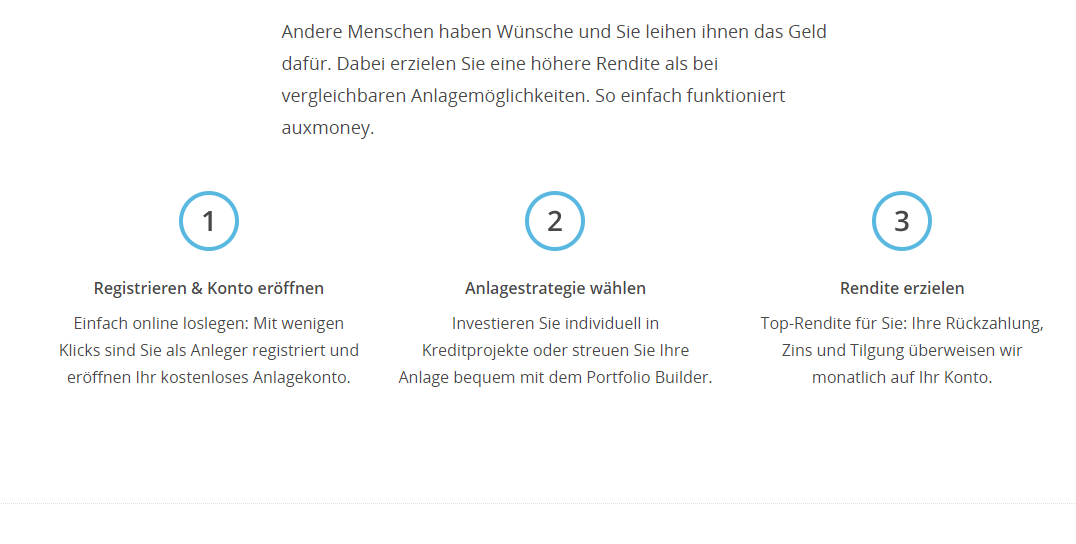 Andere Menschen haben Wünsche und Sie leihen ihnen das Geld
dafür. Dabei erzielen Sie eine höhere Rendite als bei
vergleichbaren Anlagemöglichkeiten. So einfach funktioniert
auxmoney.
1
Registrieren & Konto eröffnen
Einfach online loslegen: Mit wenigen
Klicks sind Sie als Anleger registriert und
eröffnen Ihr kostenloses Anlagekonto.
2
Anlagestrategie wählen
Investieren Sie individuell in
Kreditprojekte oder streuen Sie Ihre
Anlage bequem mit dem Portfolio Builder.
3
Rendite erzielen
Top-Rendite für Sie: Ihre Rückzahlung,
Zins und Tilgung überweisen wir
monatlich auf Ihr Konto.